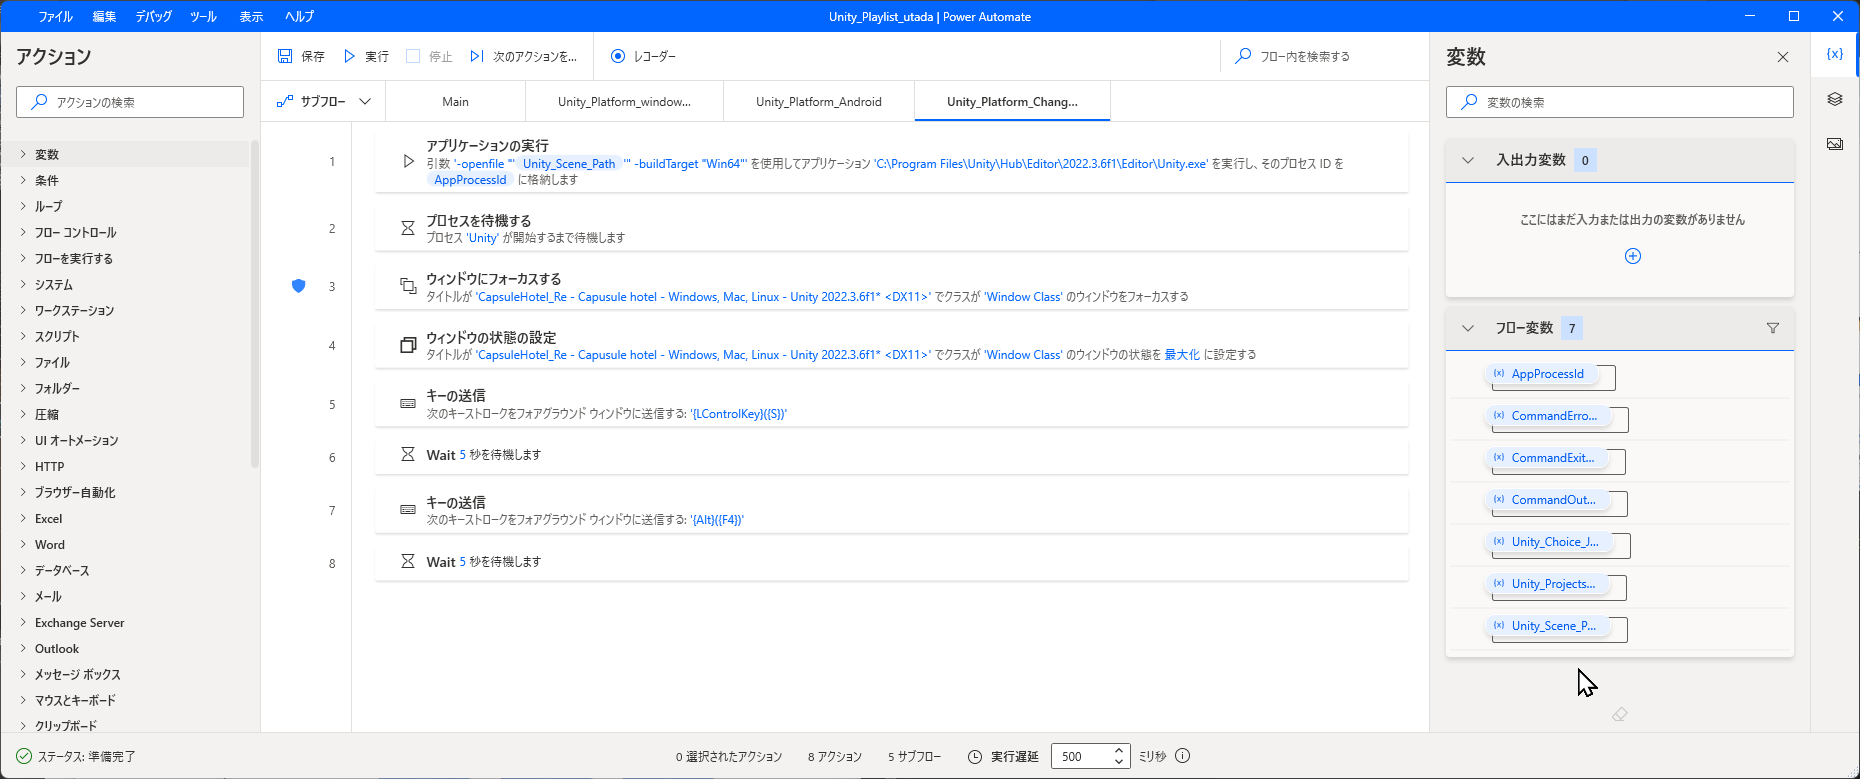 ファイル 編集 デバッグ ツール 表示 ヘルプ
Unity_Playlist_utada | Power Automate
アクション
アクションの検索
変数
条件
ループ
フロー コントロール
フローを実行する
システム
ワークステーション
スクリプト
ファイル
フォルダー
圧縮
UI オートメーション
HTTP
ブラウザー自動化
Excel
Word
データベース
メール
Exchange Server
Outlook
メッセージ ボックス
マウスとキーボード
クリップボード
保存 実行 停止 次のアクションを... レコーダー
フロー内を検索する
サブフロー Main Unity_Platform_window... Unity_Platform_Android Unity_Platform_Chang...
1
アプリケーションの実行
引数 '-openfile "' Unity_Scene_Path '" -buildTarget "Win64"' を使用してアプリケーション 'C:\Program Files\Unity\Hub\Editor\2022.3.6f1\Editor\Unity.exe' を実行し、そのプロセス ID を
AppProcessId に格納します
2
プロセスを待機する
プロセス 'Unity' が開始するまで待機します
3
ウィンドウにフォーカスする
タイトルが 'CapsuleHotel_Re - Capusule hotel - Windows, Mac, Linux - Unity 2022.3.6f1* <DX11>' でクラスが 'Window Class' のウィンドウをフォーカスする
4
ウィンドウの状態の設定
タイトルが 'CapsuleHotel_Re - Capusule hotel - Windows, Mac, Linux - Unity 2022.3.6f1* <DX11>' でクラスが 'Window Class' のウィンドウの状態を 最大化 に設定する
5
キーの送信
次のキーストロークをフォアグラウンド ウィンドウに送信する: '{LControlKey}({S})'
6
Wait 5 秒を待機します
7
キーの送信
次のキーストロークをフォアグラウンド ウィンドウに送信する: '{Alt}({F4})'
8
Wait 5 秒を待機します
変数
変数の検索
入出力変数 0
ここにはまだ入力または出力の変数がありません
フロー変数 7
(x) AppProcessId
(x) CommandErro...
(x) CommandExit...
(x) CommandOut...
(x) Unity_Choice_J...
(x) Unity_Projects...
(x) Unity_Scene_P...
{x}
ステータス: 準備完了
0 選択されたアクション 8 アクション 5 サブフロー 実行遅延 500 ミリ秒